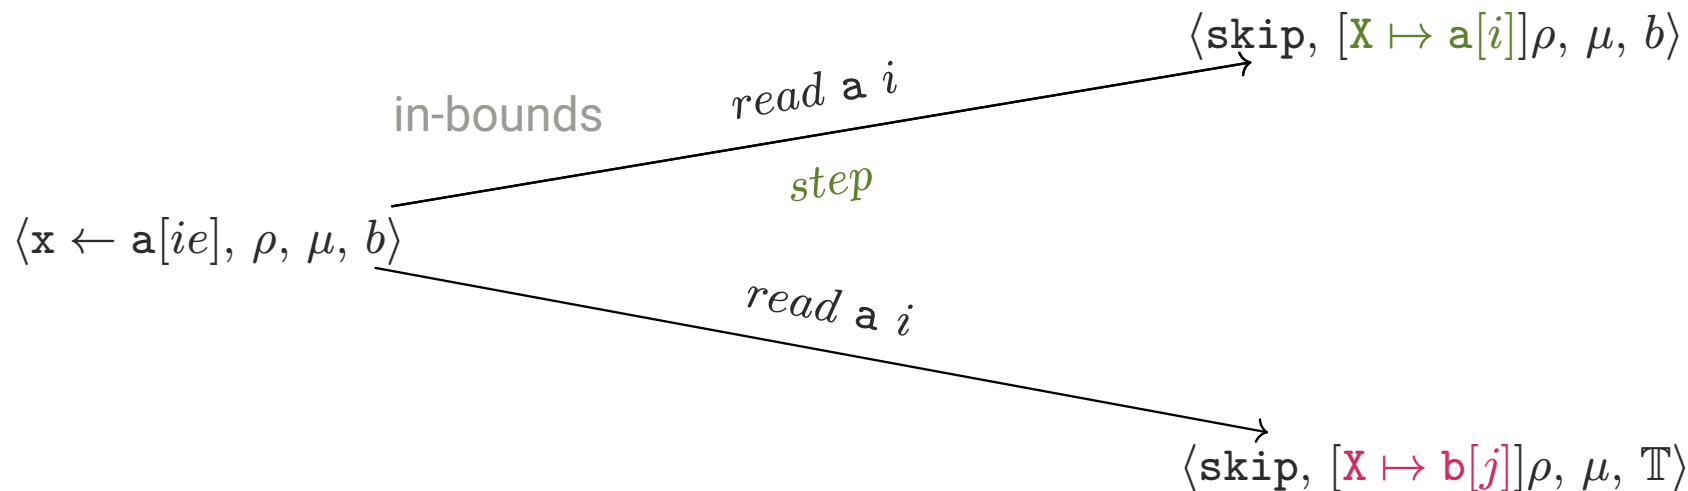 ⟨skip, [X ↦ a[i]]ρ, μ, b⟩
in-bounds
read a i
step
⟨x ← a[ie], ρ, μ, b⟩
read a i
⟨skip, [X ↦ b[j]]ρ, μ, 𝕋⟩